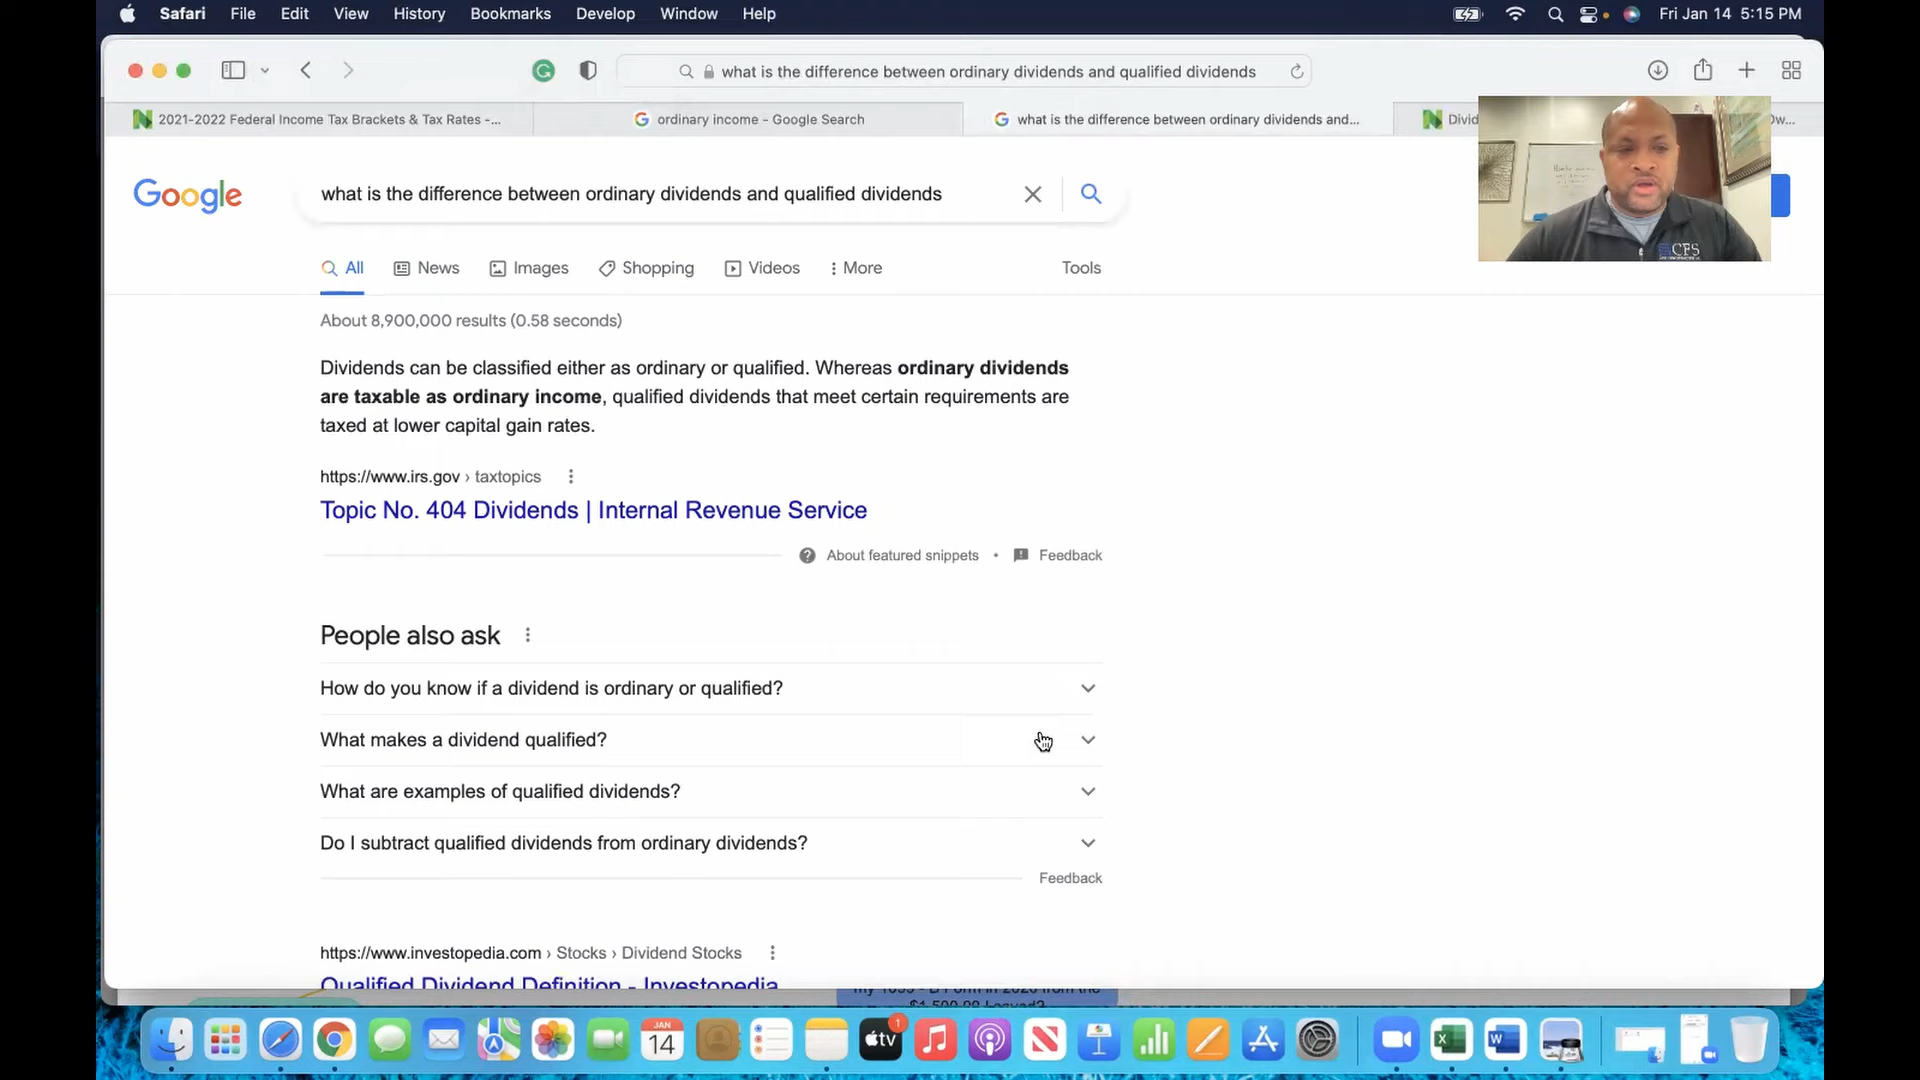 Safari File Edit View History Bookmarks Develop Window Help Fri Jan 14 5:15 PM
what is the difference between ordinary dividends and qualified dividends
2021-2022 Federal Income Tax Brackets & Tax Rates -...
ordinary income - Google Search
what is the difference between ordinary dividends and...
Divid
Google
what is the difference between ordinary dividends and qualified dividends
CFS
All News Images Shopping Videos More Tools
About 8,900,000 results (0.58 seconds)
Dividends can be classified either as ordinary or qualified. Whereas ordinary dividends
are taxable as ordinary income, qualified dividends that meet certain requirements are
taxed at lower capital gain rates.
https://www.irs.gov › taxtopics
Topic No. 404 Dividends | Internal Revenue Service
About featured snippets • Feedback
People also ask
How do you know if a dividend is ordinary or qualified?
What makes a dividend qualified?
What are examples of qualified dividends?
Do I subtract qualified dividends from ordinary dividends?
Feedback
https://www.investopedia.com › Stocks › Dividend Stocks
Qualified Dividend Definition - Investopedia
JAN
14
tv
1